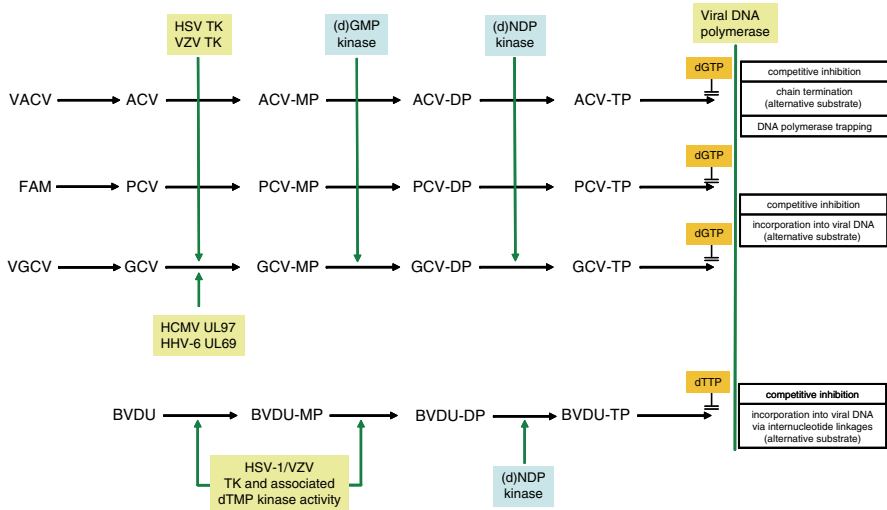 HSV TK
VZV TK
(d)GMP
kinase
(d)NDP
kinase
Viral DNA
polymerase
dGTP
VACV
ACV
ACV-MP
ACV-DP
ACV-TP
competitive inhibition
chain termination
(alternative substrate)
DNA polymerase trapping
dGTP
FAM
PCV
PCV-MP
PCV-DP
PCV-TP
competitive inhibition
incorporation into viral DNA
(alternative substrate)
dGTP
VGCV
GCV
GCV-MP
GCV-DP
GCV-TP
HCMV UL97
HHV-6 UL69
dTTP
BVDU
BVDU-MP
BVDU-DP
BVDU-TP
competitive inhibition
incorporation into viral DNA
via internucleotide linkages
(alternative substrate)
HSV-1/VZV
TK and associated
dTMP kinase activity
(d)NDP
kinase